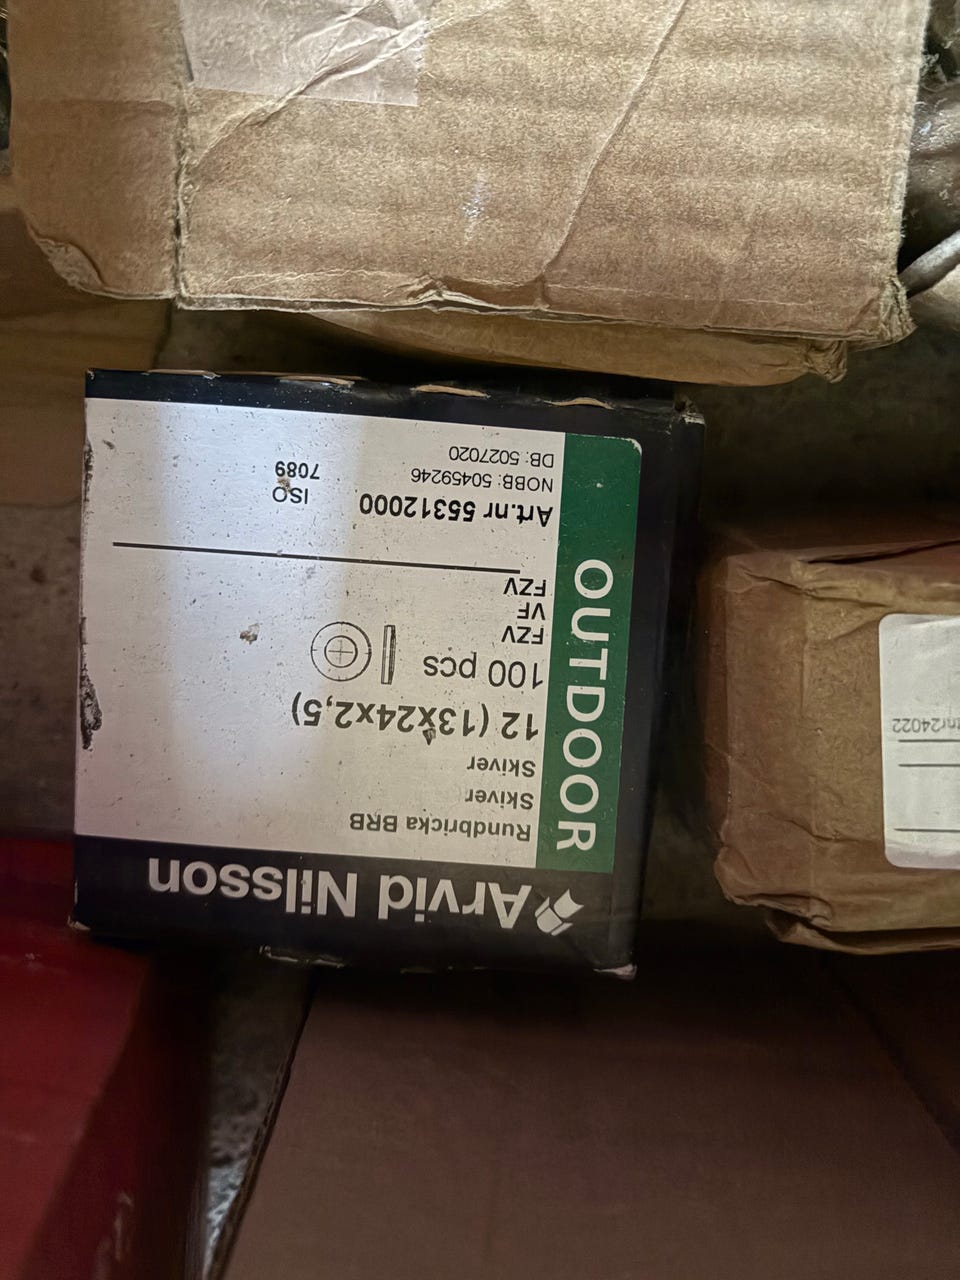 Arvid Nilsson
OUTDOOR
Rundbricka BRB
Skiver
Skiver
12 (13x24x2,5)
100 pcs
FZV
VF
FZV
Art.nr 55312000
NOBB: 50459246
DB: 5027020
ISO
7089
tnr24022